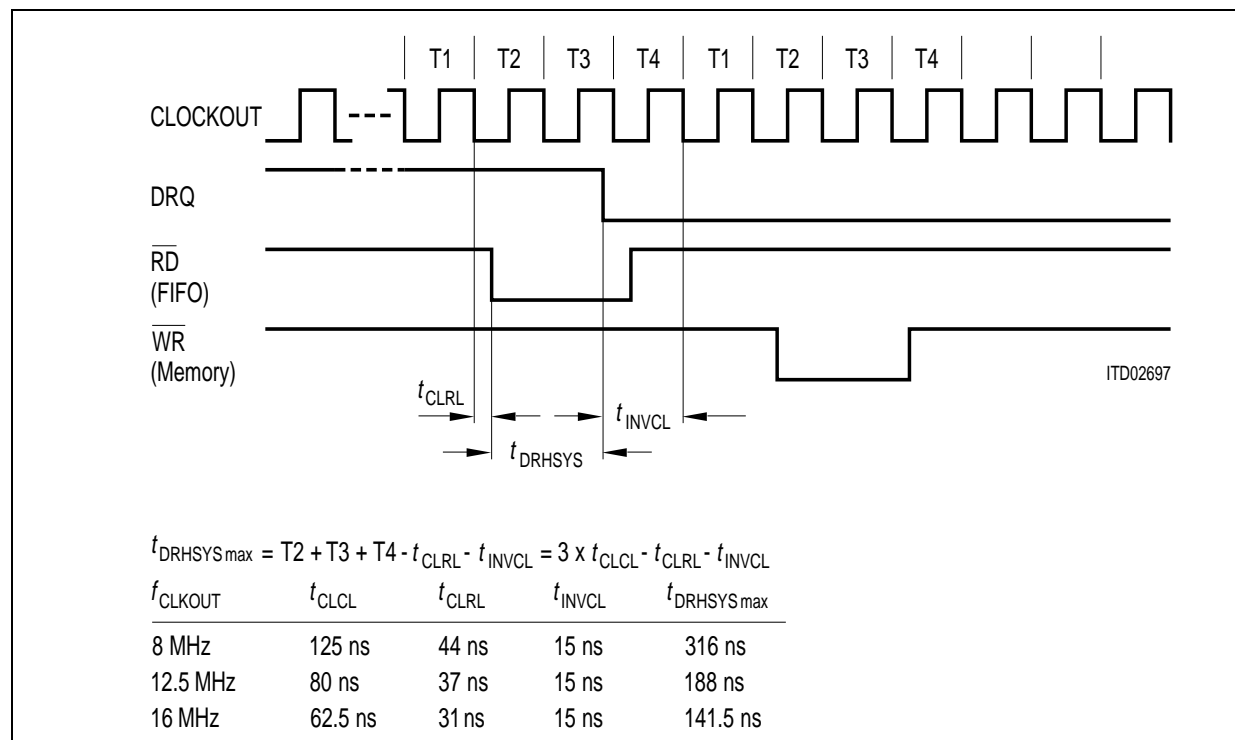 T1 T2 T3 T4 T1 T2 T3 T4
CLOCKOUT
DRQ
RD
(FIFO)
WR
(Memory)
ITD02697
tCLRL
tINVCL
tDRHSYS
tDRHSYS max = T2 + T3 + T4 - tCLRL - tINVCL = 3 x tCLCL - tCLRL - tINVCL
fCLKOUT tCLCL tCLRL tINVCL tDRHSYS max
8 MHz 125 ns 44 ns 15 ns 316 ns
12.5 MHz 80 ns 37 ns 15 ns 188 ns
16 MHz 62.5 ns 31 ns 15 ns 141.5 ns